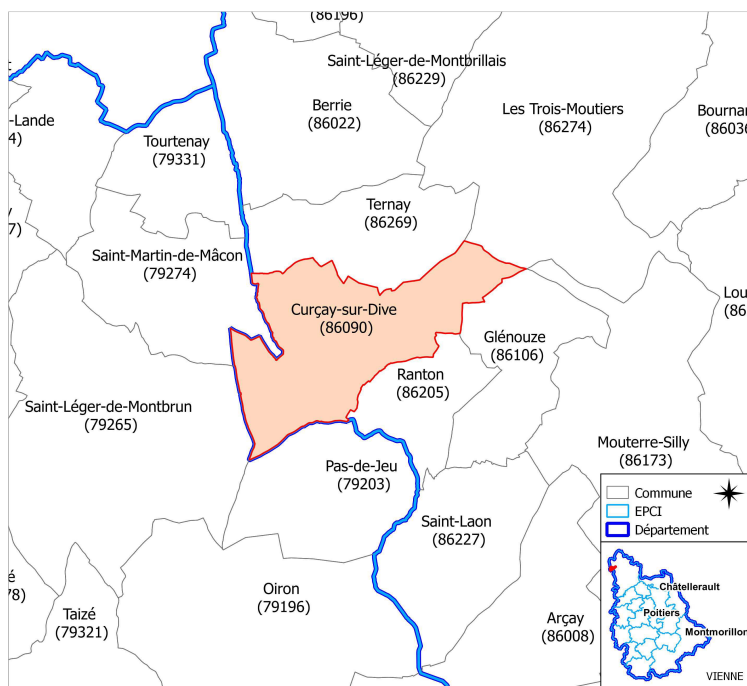 (86196)
Saint-Léger-de-Montbrillais
(86229)
Berrie
(86022)
Les Trois-Moutiers
(86274)
-Lande
4)
Tourtenay
(79331)
Ternay
(86269)
7)
Saint-Martin-de-Mâcon
(79274)
Curçay-sur-Dive
(86090)
Glénouze
(86106)
Ranton
(86205)
Saint-Léger-de-Montbrun
(79265)
Mouterre-Silly
(86173)
Pas-de-Jeu
(79203)
Saint-Laon
(86227)
Oiron
(79196)
é
78)
Taizé
(79321)
Arçay
(86008)
Commune
EPCI
Département
Châtellerault
Poitiers
Montmorillon
VIENNE